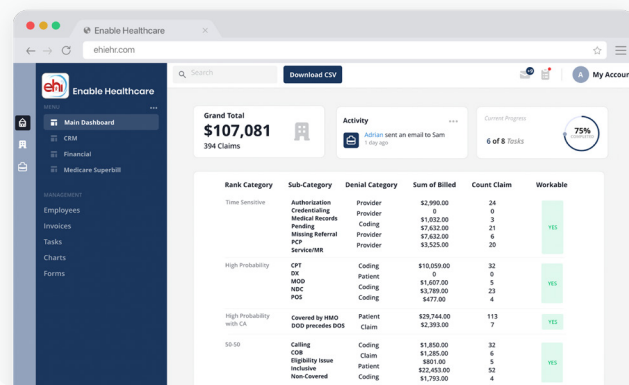 Enable Healthcare
ehiehr.com
ehi Enable Healthcare
Search
Download CSV
+9
A My Accoun
MENU
Main Dashboard
CRM
Financial
Medicare Superbill
MANAGEMENT
Employees
Invoices
Tasks
Charts
Forms
Grand Total
$107,081
394 Claims
Activity
Adrian sent an email to Sam
1 day ago
Current Progress
6 of 8 Tasks
75%
COMPLETED
Rank Category Sub-Category Denial Category Sum of Billed Count Claim Workable
Time Sensitive
Authorization
Credentialing
Medical Records
Pending
Missing Referral
PCP
Service/MR
Provider
Provider
Coding
Provider
Provider
$2,990.00
0
$1,032.00
$7,632.00
$7,632.00
$3,525.00
24
0
3
21
6
20
YES
High Probability
CPT
DX
MOD
NDC
POS
Coding
Patient
Coding
Coding
$10,059.00
0
$1,607.00
$3,789.00
$477.00
32
0
5
23
4
YES
High Probability
with CA
Covered by HMO
DOD precedes DOS
Patient
Claim
$29,744.00
$2,393.00
113
7
YES
50-50
Calling
COB
Eligibility Issue
Inclusive
Non-Covered
Coding
Claim
Patient
Coding
$1,850.00
$1,285.00
$801.00
$22,453.00
$1,793.00
32
6
5
52
4
YES